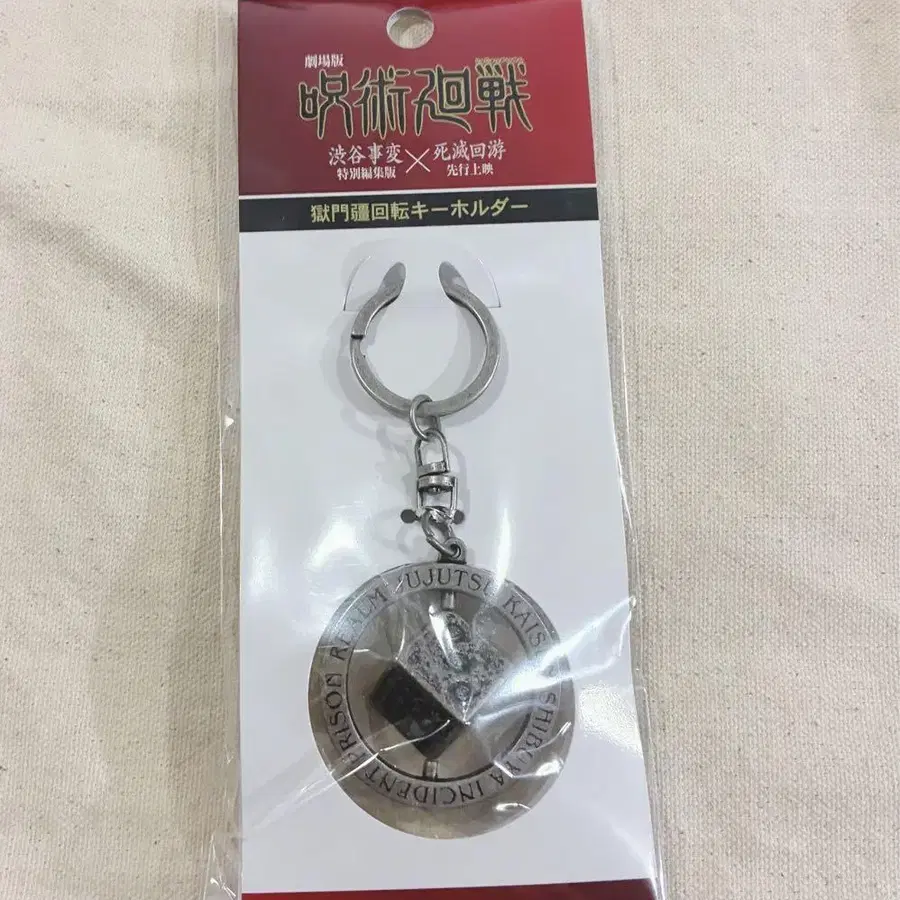 劇場版
呪術廻戦
渋谷事変 × 死滅回游
特別編集版 先行上映
獄門疆回転キーホルダー
JUJUTSU KAISEN SHIBUYA INCIDENT PRISON REALM